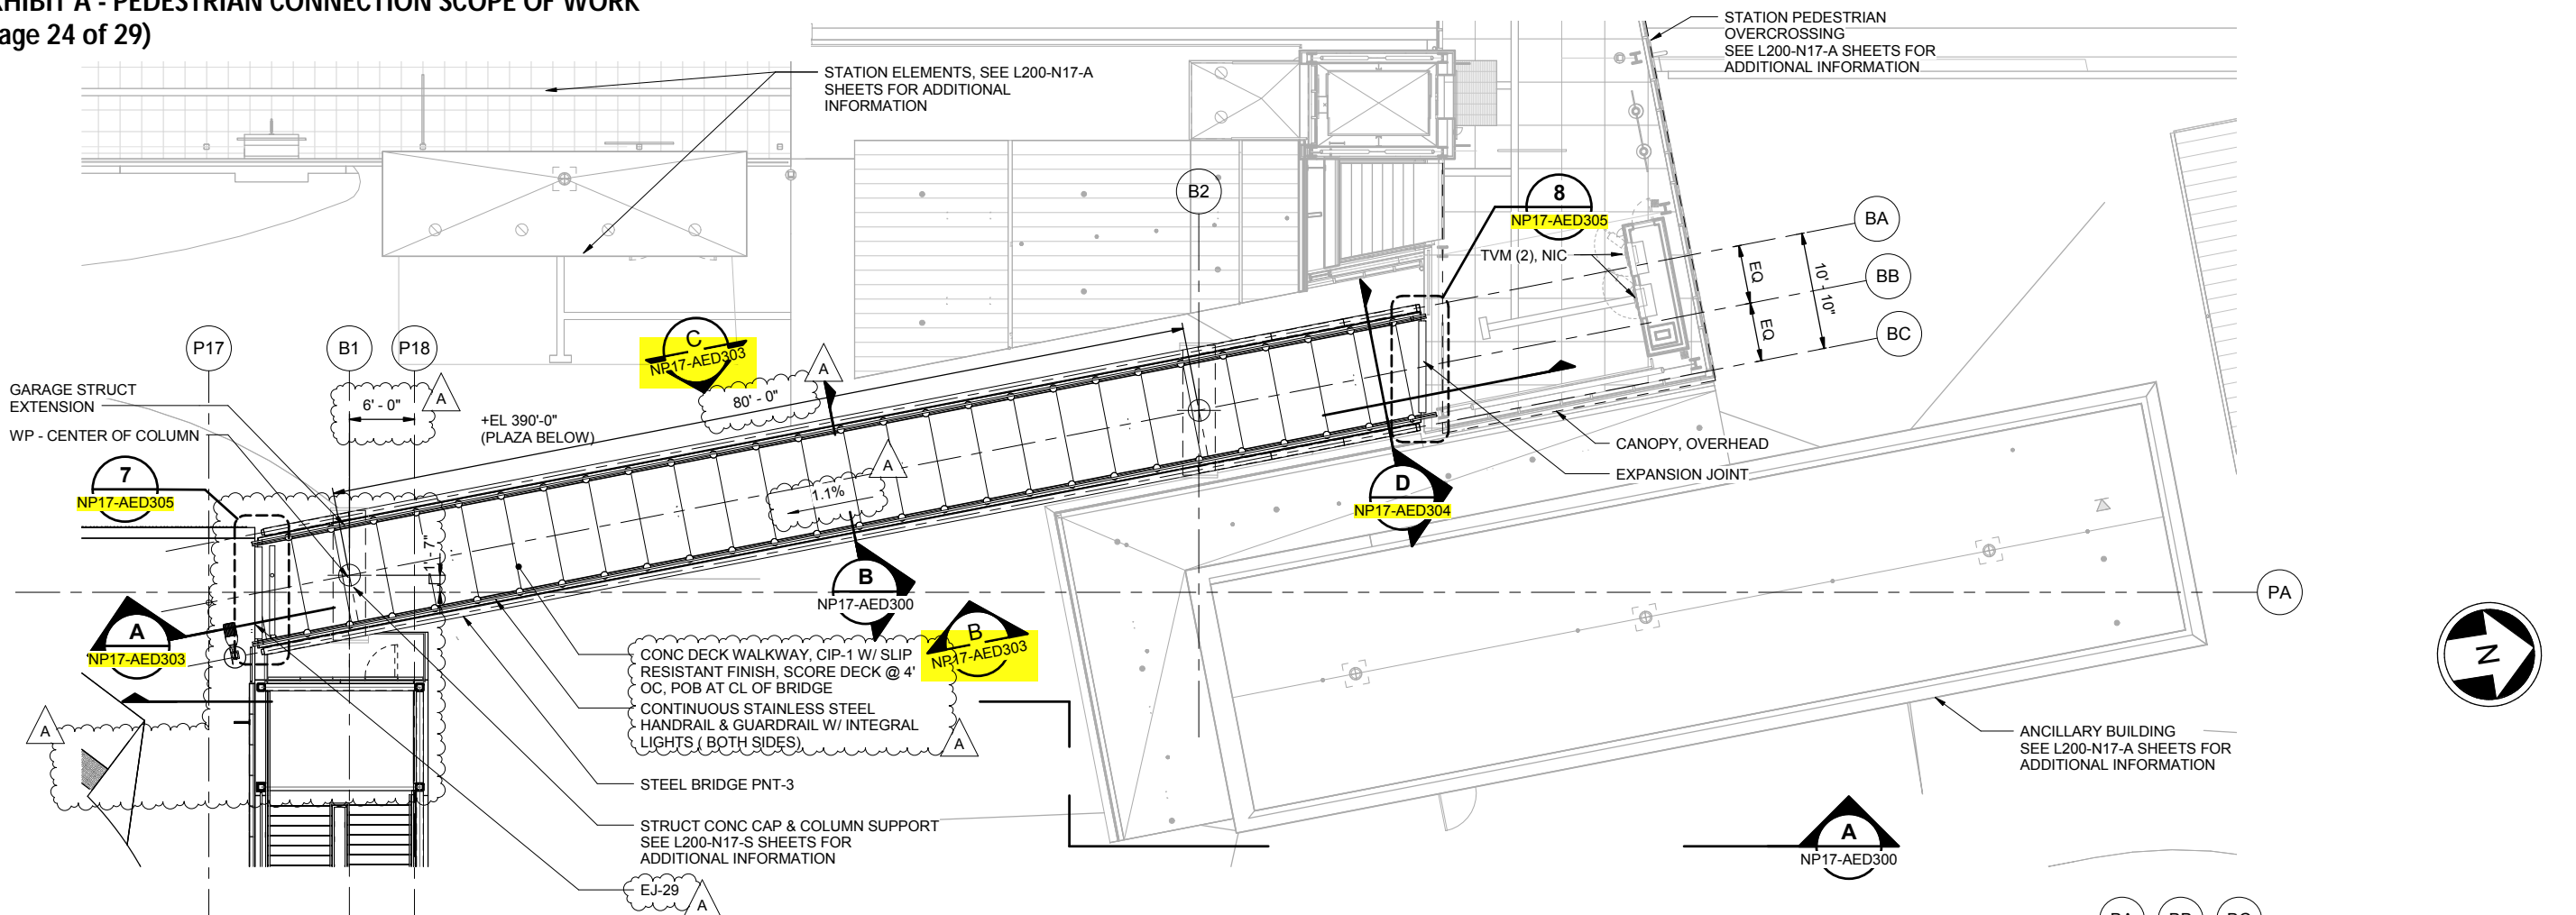 EXHIBIT A - PEDESTRIAN CONNECTION SCOPE OF WORK
(Page 24 of 29)
STATION ELEMENTS, SEE L200-N17-A
SHEETS FOR ADDITIONAL
INFORMATION
STATION PEDESTRIAN
OVERCROSSING
SEE L200-N17-A SHEETS FOR
ADDITIONAL INFORMATION
B2
8
NP17-AED305
TVM (2), NIC
BA
BB
BC
EQ
EQ
10' - 10"
P17
B1
P18
C
NP17-AED303
A
80' - 0"
GARAGE STRUCT
EXTENSION
6' - 0"
A
WP - CENTER OF COLUMN
+EL 390'-0"
(PLAZA BELOW)
A
1.1%
CANOPY, OVERHEAD
EXPANSION JOINT
7
NP17-AED305
D
NP17-AED304
B
NP17-AED300
PA
A
NP17-AED303
B
NP17-AED303
N
CONC DECK WALKWAY, CIP-1 W/ SLIP
RESISTANT FINISH, SCORE DECK @ 4'
OC, POB AT CL OF BRIDGE
CONTINUOUS STAINLESS STEEL
HANDRAIL & GUARDRAIL W/ INTEGRAL
LIGHTS ( BOTH SIDES)
A
A
STEEL BRIDGE PNT-3
STRUCT CONC CAP & COLUMN SUPPORT
SEE L200-N17-S SHEETS FOR
ADDITIONAL INFORMATION
EJ-29
A
ANCILLARY BUILDING
SEE L200-N17-A SHEETS FOR
ADDITIONAL INFORMATION
A
NP17-AED300
BA
BB
BC